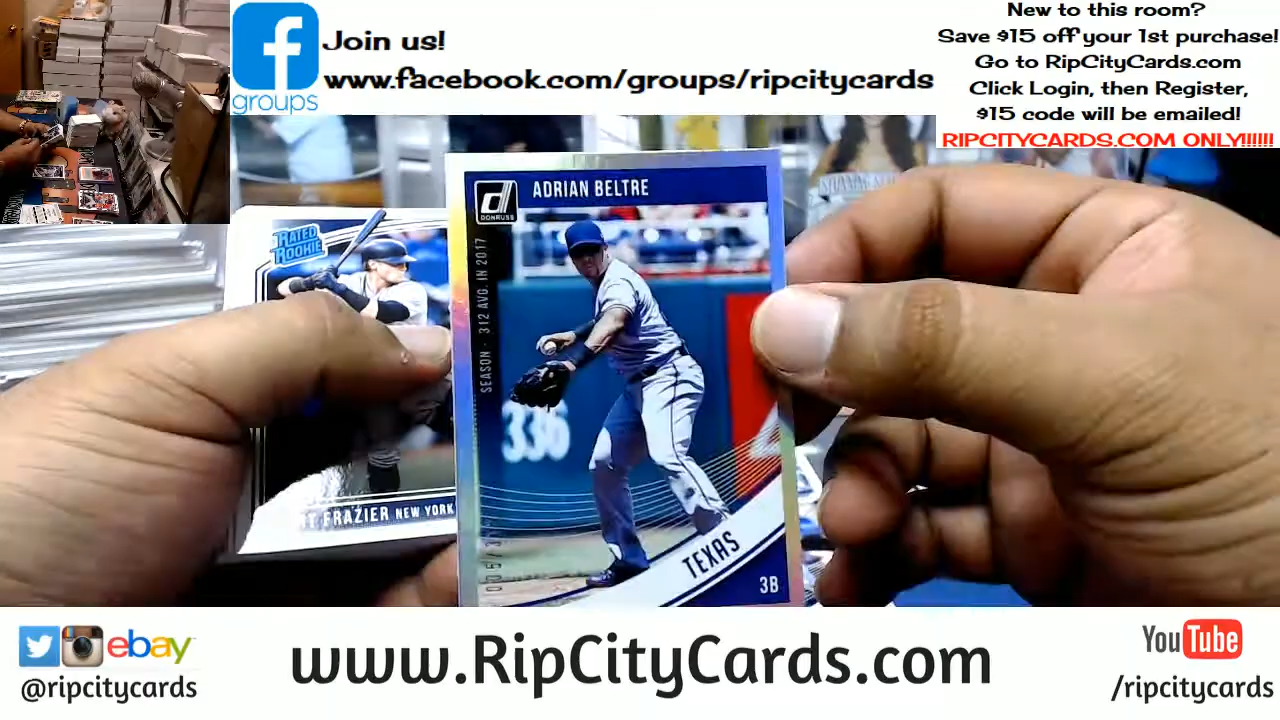 f
groups
Join us!
www.facebook.com/groups/ripcitycards
New to this room?
Save $15 off your 1st purchase!
Go to RipCityCards.com
Click Login, then Register,
$15 code will be emailed!
RIPCITYCARDS.COM ONLY!!!!!!
RATED
ROOKIE
FRAZIER NEW YORK
d
DONRUSS
ADRIAN BELTRE
SEASON · 312 AVG. IN 2017
336
TEXAS
3B
ebay
@ripcitycards
www.RipCityCards.com
YouTube
/ripcitycards